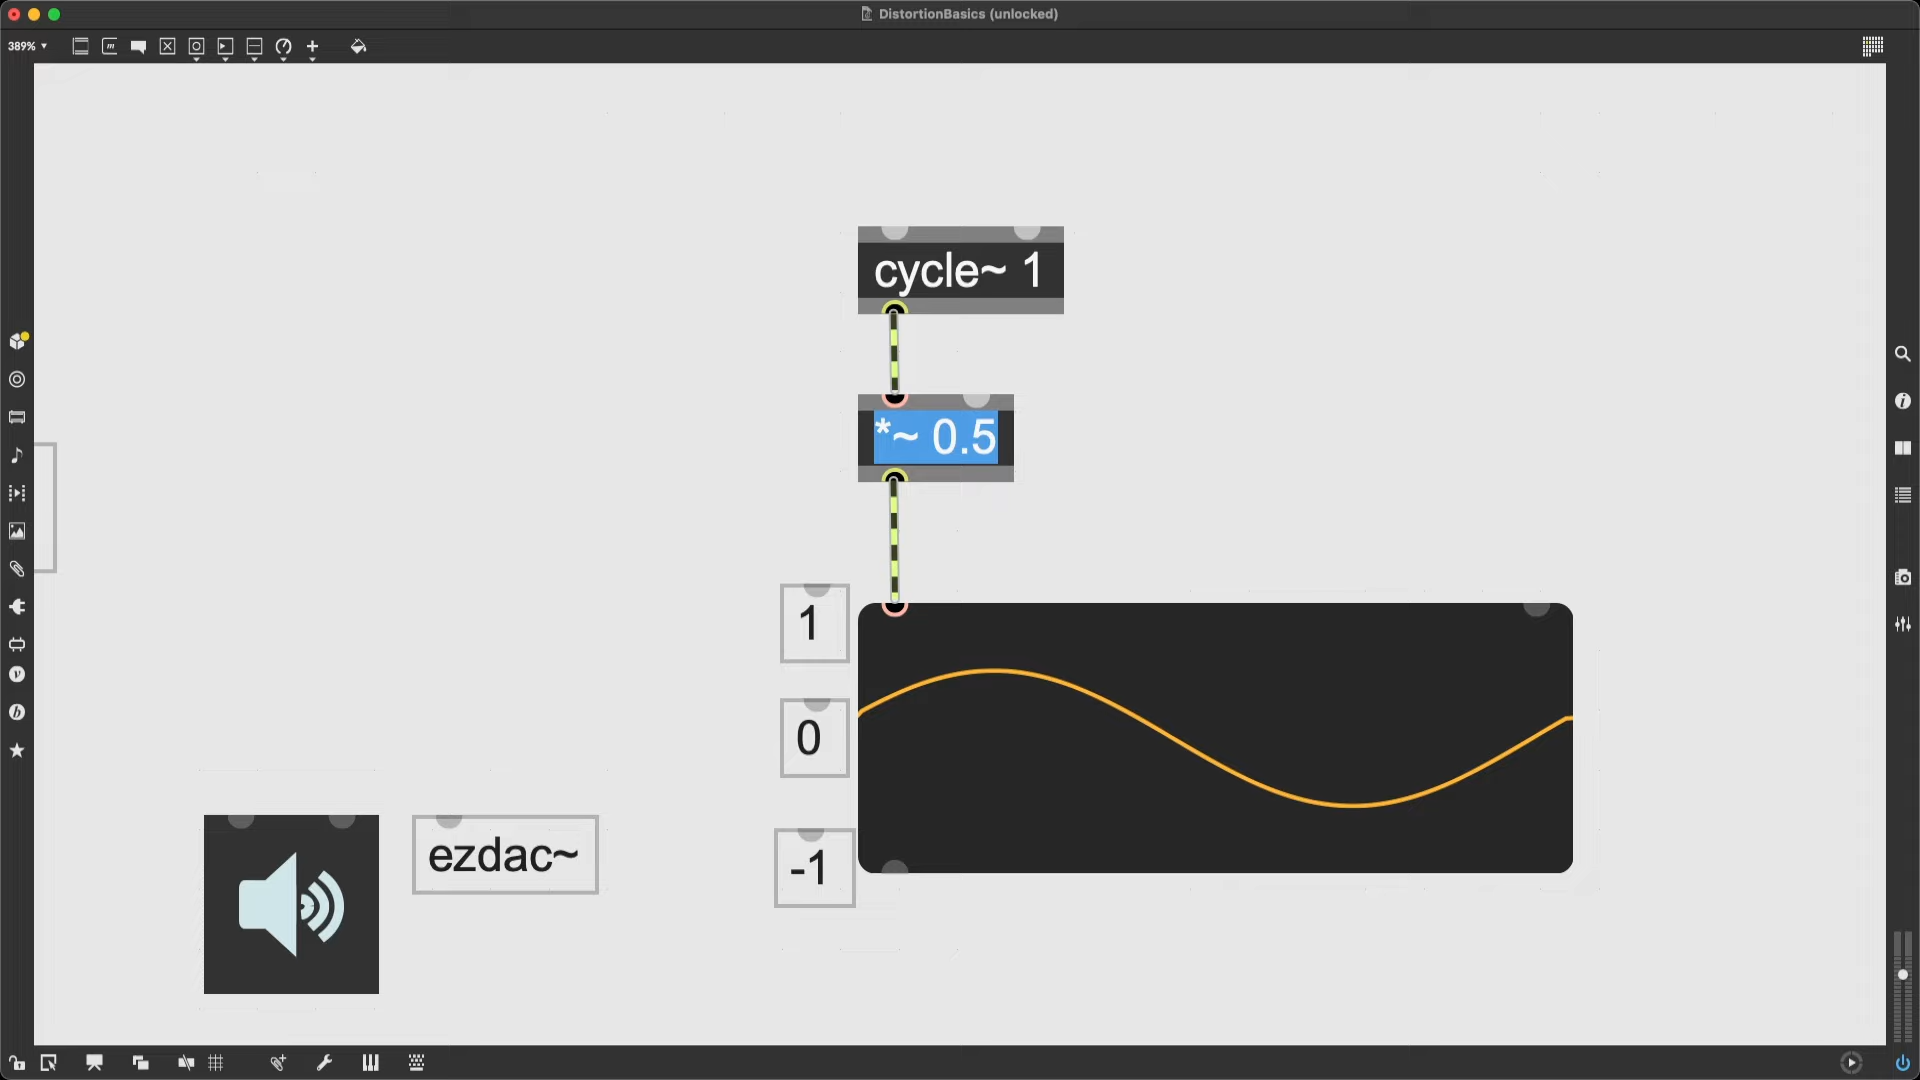 DistortionBasics (unlocked)
389%
cycle~ 1
*~ 0.5
1
0
-1
ezdac~